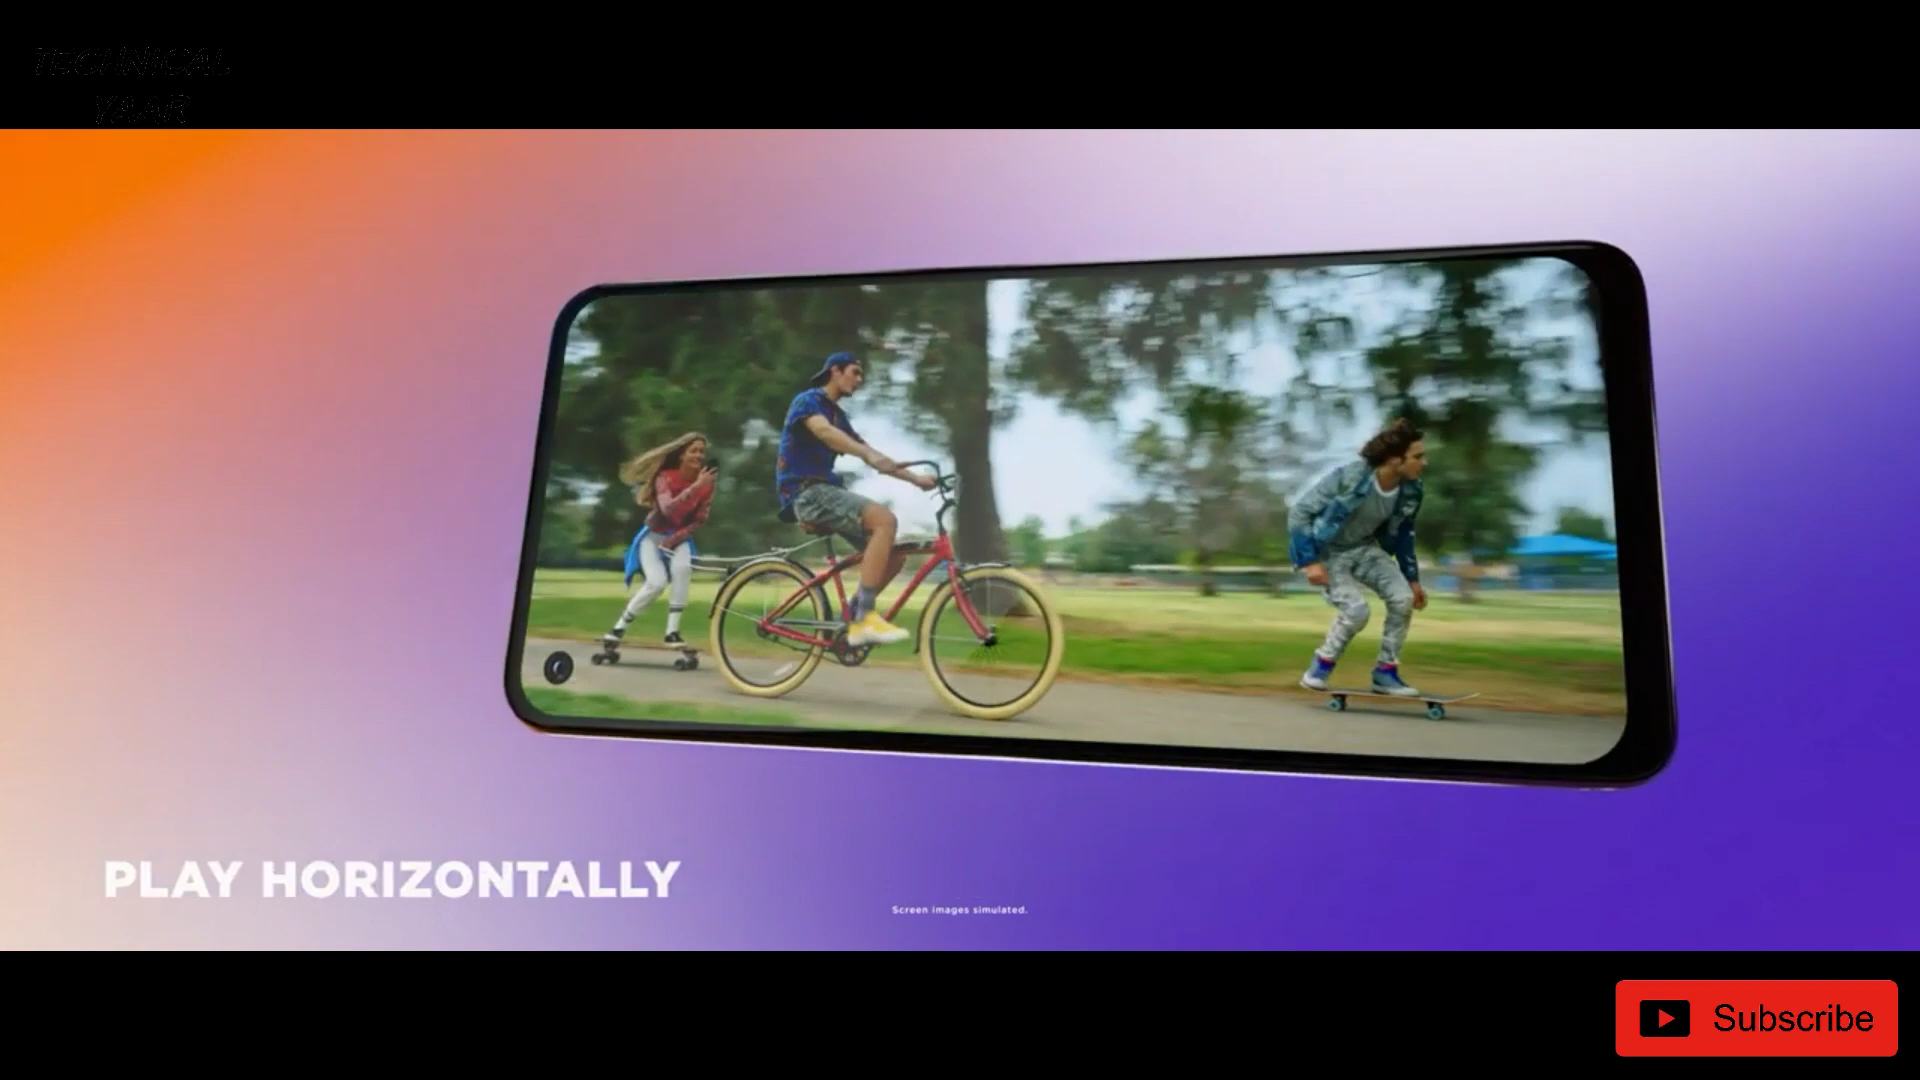 TECHNICAL
YAAR
PLAY HORIZONTALLY
Screen images simulated.
Subscribe